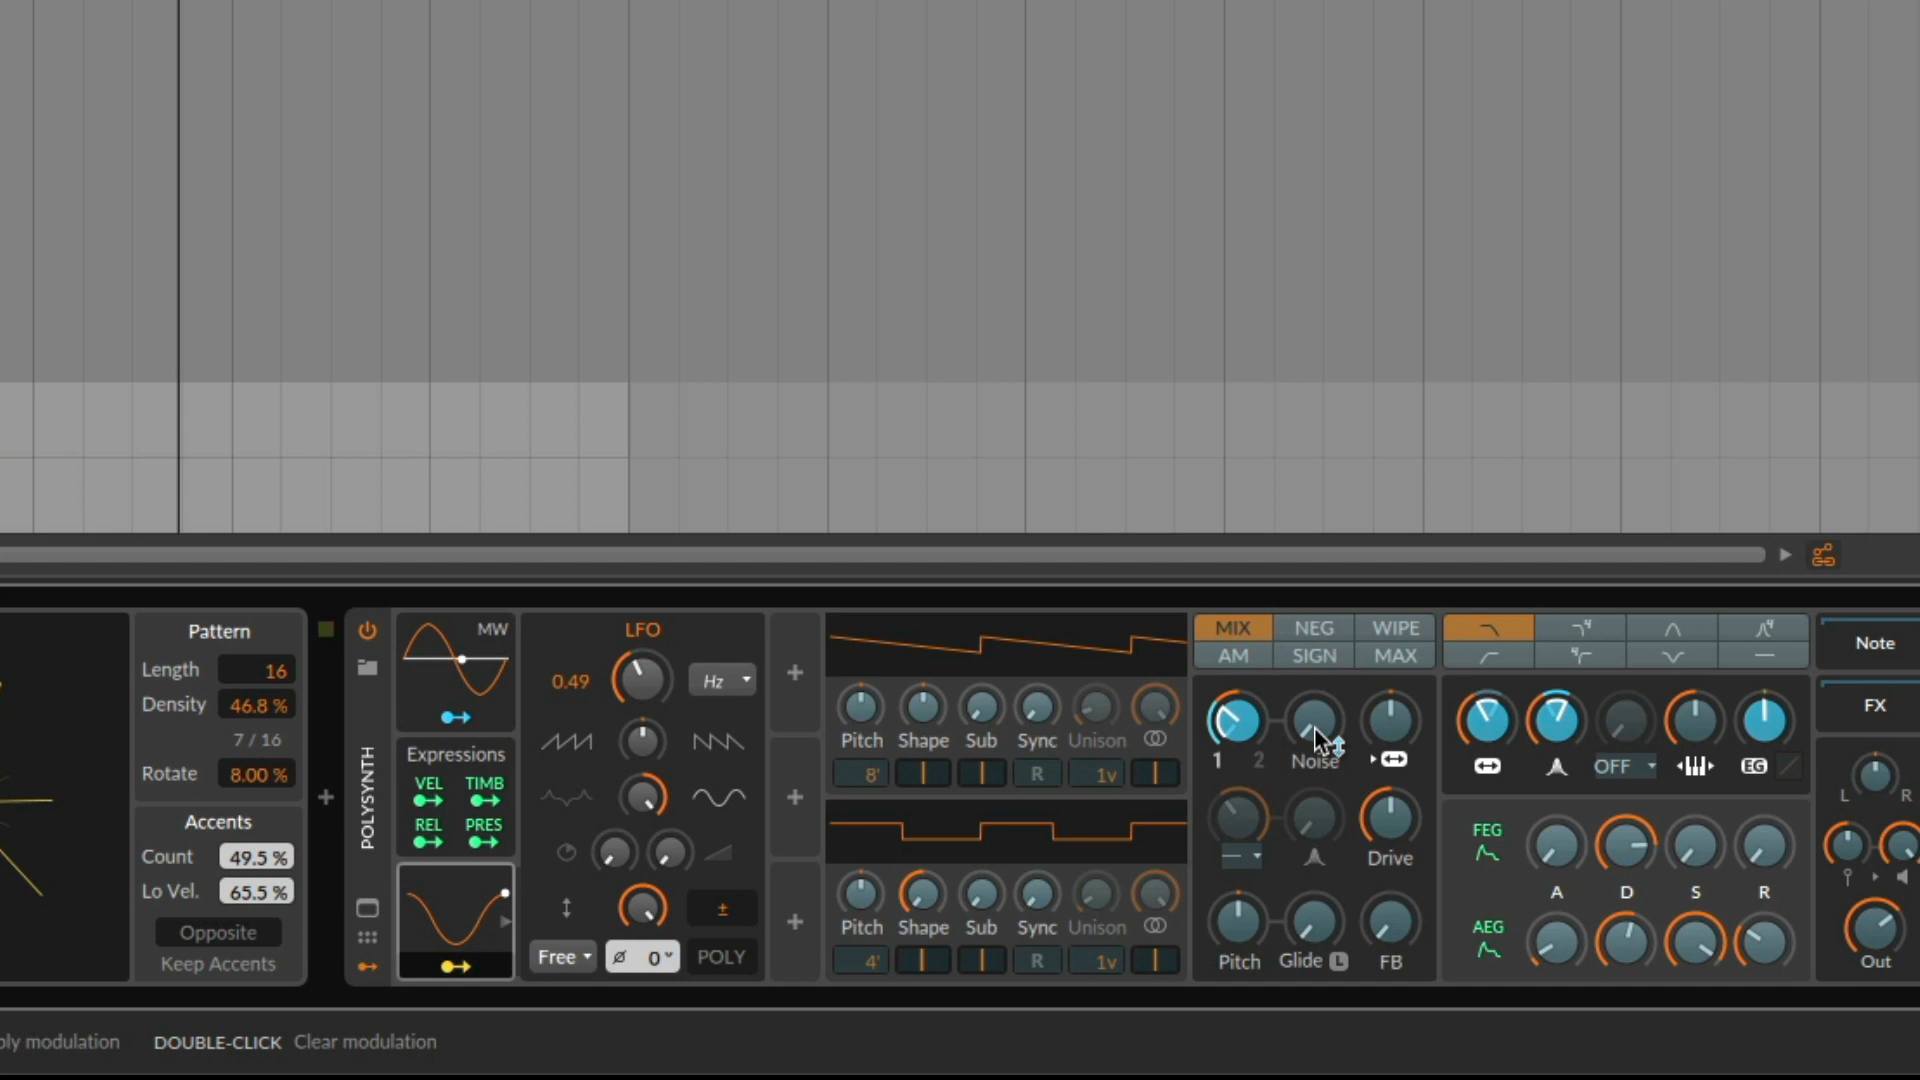 Pattern
Length 16
Density 46.8 %
7 / 16
Rotate 8.00 %
Accents
Count 49.5 %
Lo Vel. 65.5 %
Opposite
Keep Accents
POLYSYNTH
MW
Expressions
VEL TIMB
REL PRES
LFO
0.49 Hz
±
Free ø 0° POLY
Pitch Shape Sub Sync Unison
8' R 1v
Pitch Shape Sub Sync Unison
4' R 1v
MIX NEG WIPE
AM SIGN MAX
1 2 Noise
Drive
Pitch Glide L FB
4 4
4
OFF EG
FEG
A D S R
AEG
Note
FX
L R
Out
ply modulation DOUBLE-CLICK Clear modulation